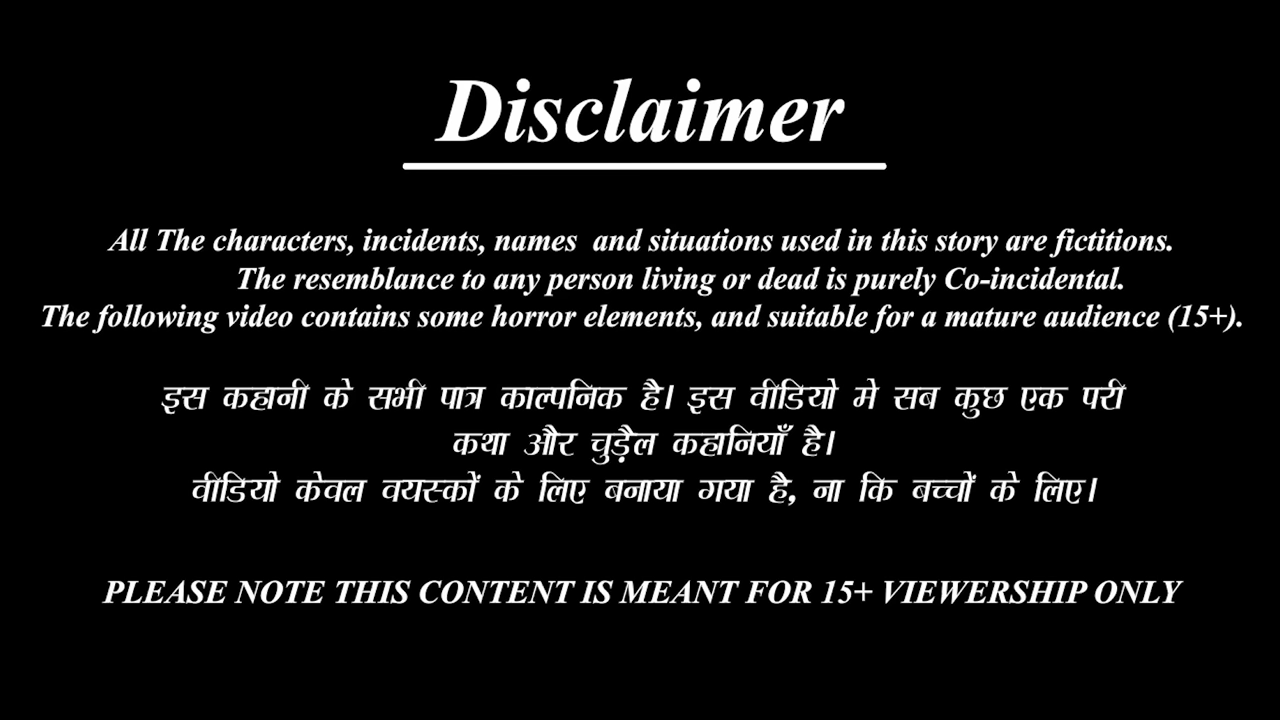 Disclaimer
All The characters, incidents, names and situations used in this story are fictitions.
The resemblance to any person living or dead is purely Co-incidental.
The following video contains some horror elements, and suitable for a mature audience (15+).
इस कहानी के सभी पात्र काल्पनिक है। इस वीडियो मे सब कुछ एक परी
कथा और चुड़ैल कहानियाँ है।
वीडियो केवल वयस्कों के लिए बनाया गया है, ना कि बच्चों के लिए।
PLEASE NOTE THIS CONTENT IS MEANT FOR 15+ VIEWERSHIP ONLY